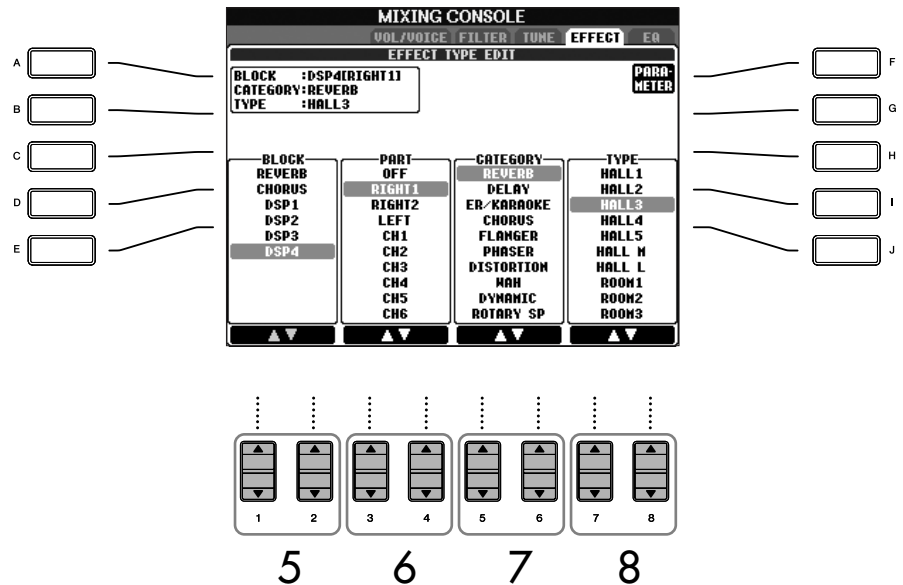 MIXING CONSOLE
VOL/VOICE FILTER TUNE EFFECT EQ
EFFECT TYPE EDIT
BLOCK :DSP4[RIGHT1]
CATEGORY:REVERB
TYPE :HALL3
PARA-
METER
A
B
C
D
E
F
G
H
I
J
BLOCK
REVERB
CHORUS
DSP1
DSP2
DSP3
DSP4
PART
OFF
RIGHT1
RIGHT2
LEFT
CH1
CH2
CH3
CH4
CH5
CH6
CATEGORY
REVERB
DELAY
ER/KARAOKE
CHORUS
FLANGER
PHASER
DISTORTION
WAH
DYNAMIC
ROTARY SP
TYPE
HALL1
HALL2
HALL3
HALL4
HALL5
HALL M
HALL L
ROOM1
ROOM2
ROOM3
1 2 3 4 5 6 7 8
5 6 7 8